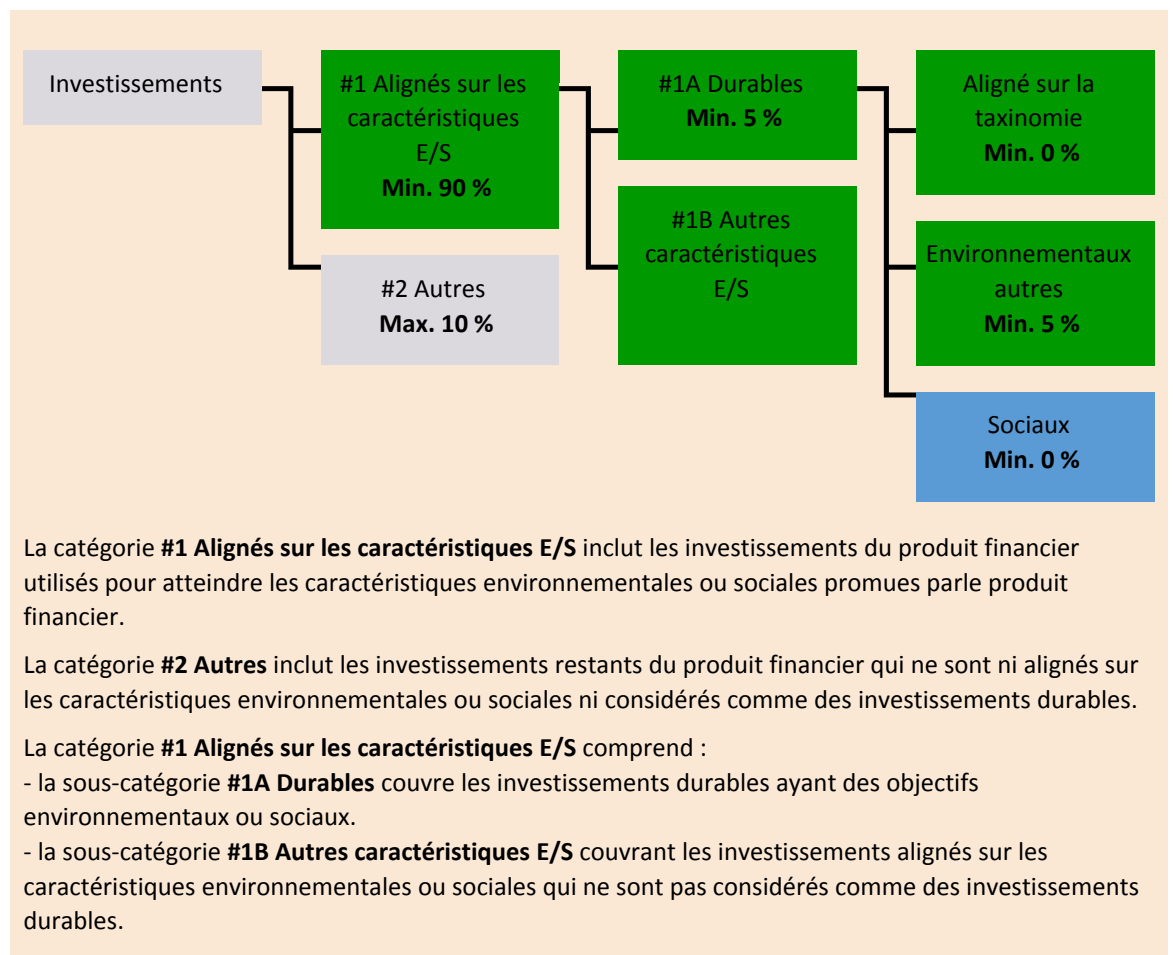 Investissements
#1 Alignés sur les
caractéristiques
E/S
Min. 90 %
#2 Autres
Max. 10 %
#1A Durables
Min. 5 %
#1B Autres
caractéristiques
E/S
Aligné sur la
taxinomie
Min. 0 %
Environnementaux
autres
Min. 5 %
Sociaux
Min. 0 %
La catégorie #1 Alignés sur les caractéristiques E/S inclut les investissements du produit financier
utilisés pour atteindre les caractéristiques environnementales ou sociales promues parle produit
financier.
La catégorie #2 Autres inclut les investissements restants du produit financier qui ne sont ni alignés sur
les caractéristiques environnementales ou sociales ni considérés comme des investissements durables.
La catégorie #1 Alignés sur les caractéristiques E/S comprend :
- la sous-catégorie #1A Durables couvre les investissements durables ayant des objectifs
environnementaux ou sociaux.
- la sous-catégorie #1B Autres caractéristiques E/S couvrant les investissements alignés sur les
caractéristiques environnementales ou sociales qui ne sont pas considérés comme des investissements
durables.